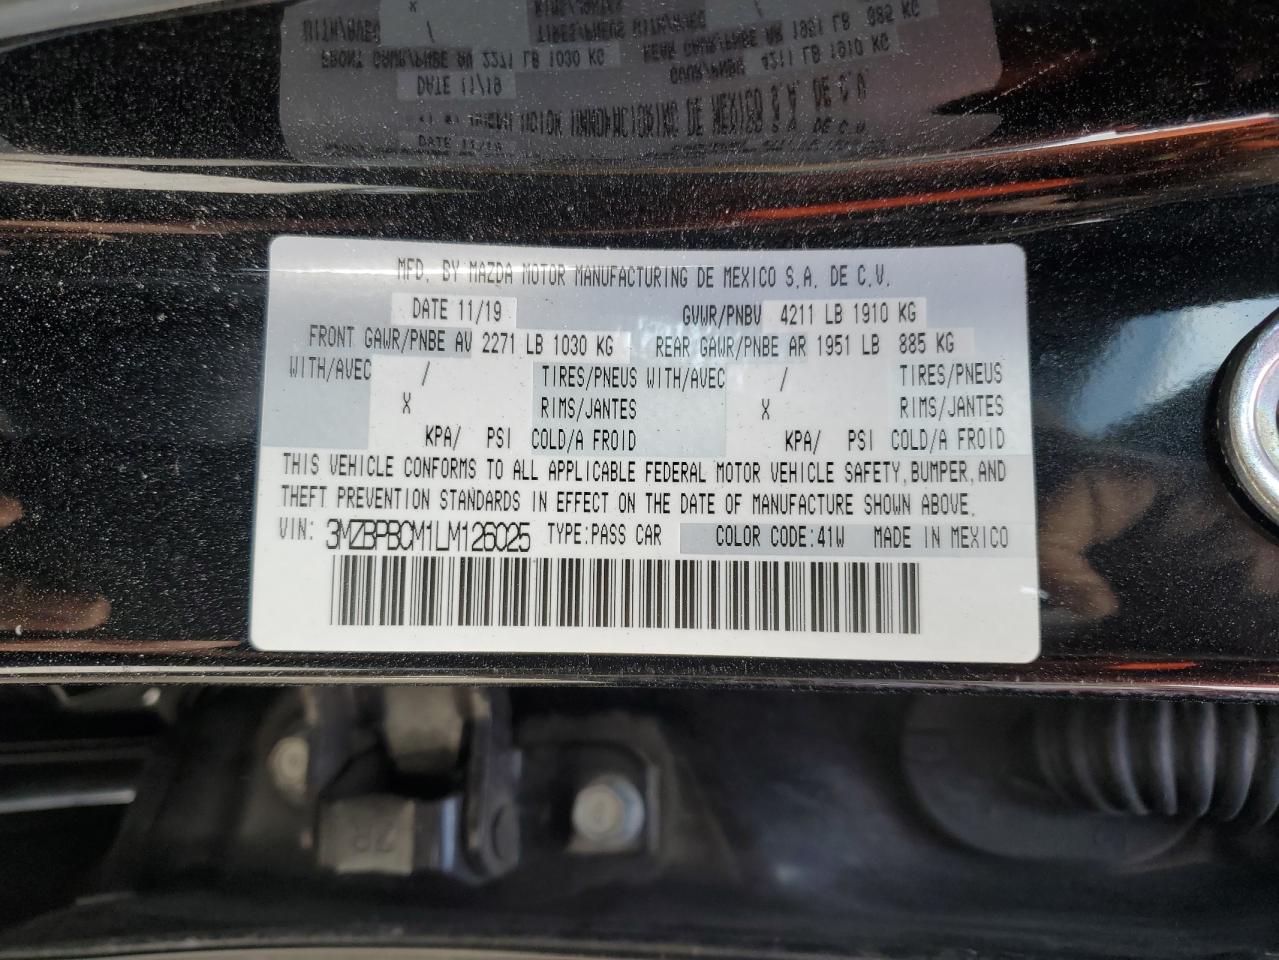 MFD. BY MAZDA MOTOR MANUFACTURING DE MEXICO S.A. DE C.V.
DATE 11/19 GVWR/PNBV 4211 LB 1910 KG
FRONT GAWR/PNBE AV 2271 LB 1030 KG REAR GAWR/PNBE AR 1951 LB 885 KG
WITH/AVEC / TIRES/PNEUS WITH/AVEC / TIRES/PNEUS
X RIMS/JANTES X RIMS/JANTES
KPA/ PSI COLD/A FROID KPA/ PSI COLD/A FROID
THIS VEHICLE CONFORMS TO ALL APPLICABLE FEDERAL MOTOR VEHICLE SAFETY, BUMPER, AND
THEFT PREVENTION STANDARDS IN EFFECT ON THE DATE OF MANUFACTURE SHOWN ABOVE.
VIN: 3MZBPBCM1LM126025 TYPE:PASS CAR COLOR CODE:41W MADE IN MEXICO